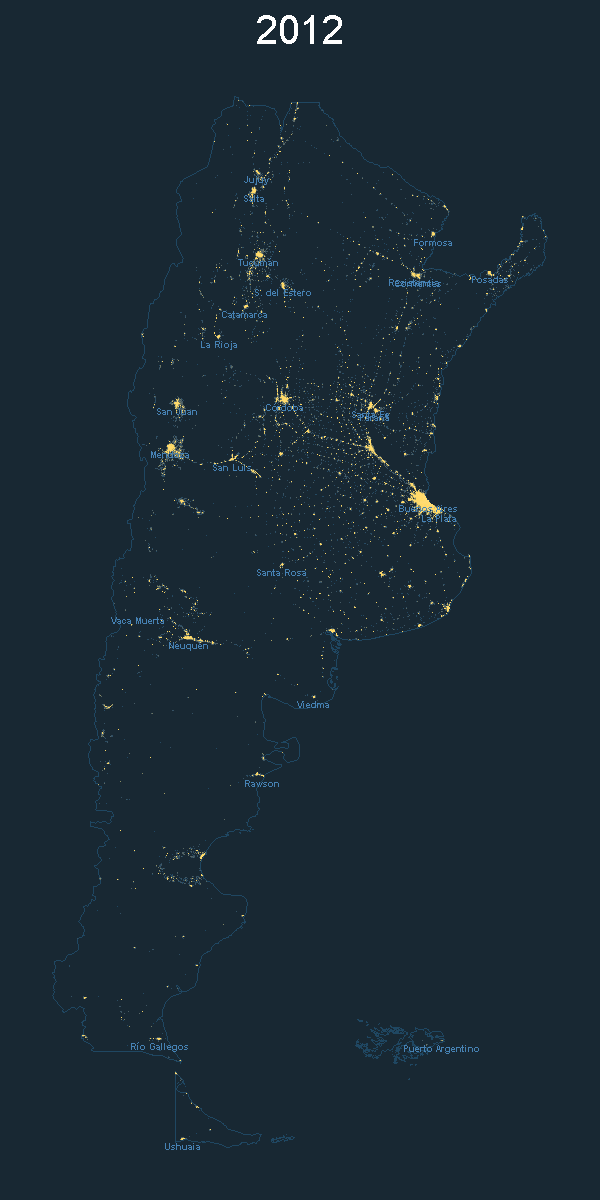 2012
Jujuy
Salta
Formosa
Tucumán
Resistencia
Corrientes
Posadas
S. del Estero
Catamarca
La Rioja
San Juan
Córdoba
Santa Fe
Paraná
Mendoza
San Luis
Buenos Aires
La Plata
Santa Rosa
Vaca Muerta
Neuquén
Viedma
Rawson
Río Gallegos
Puerto Argentino
Ushuaia